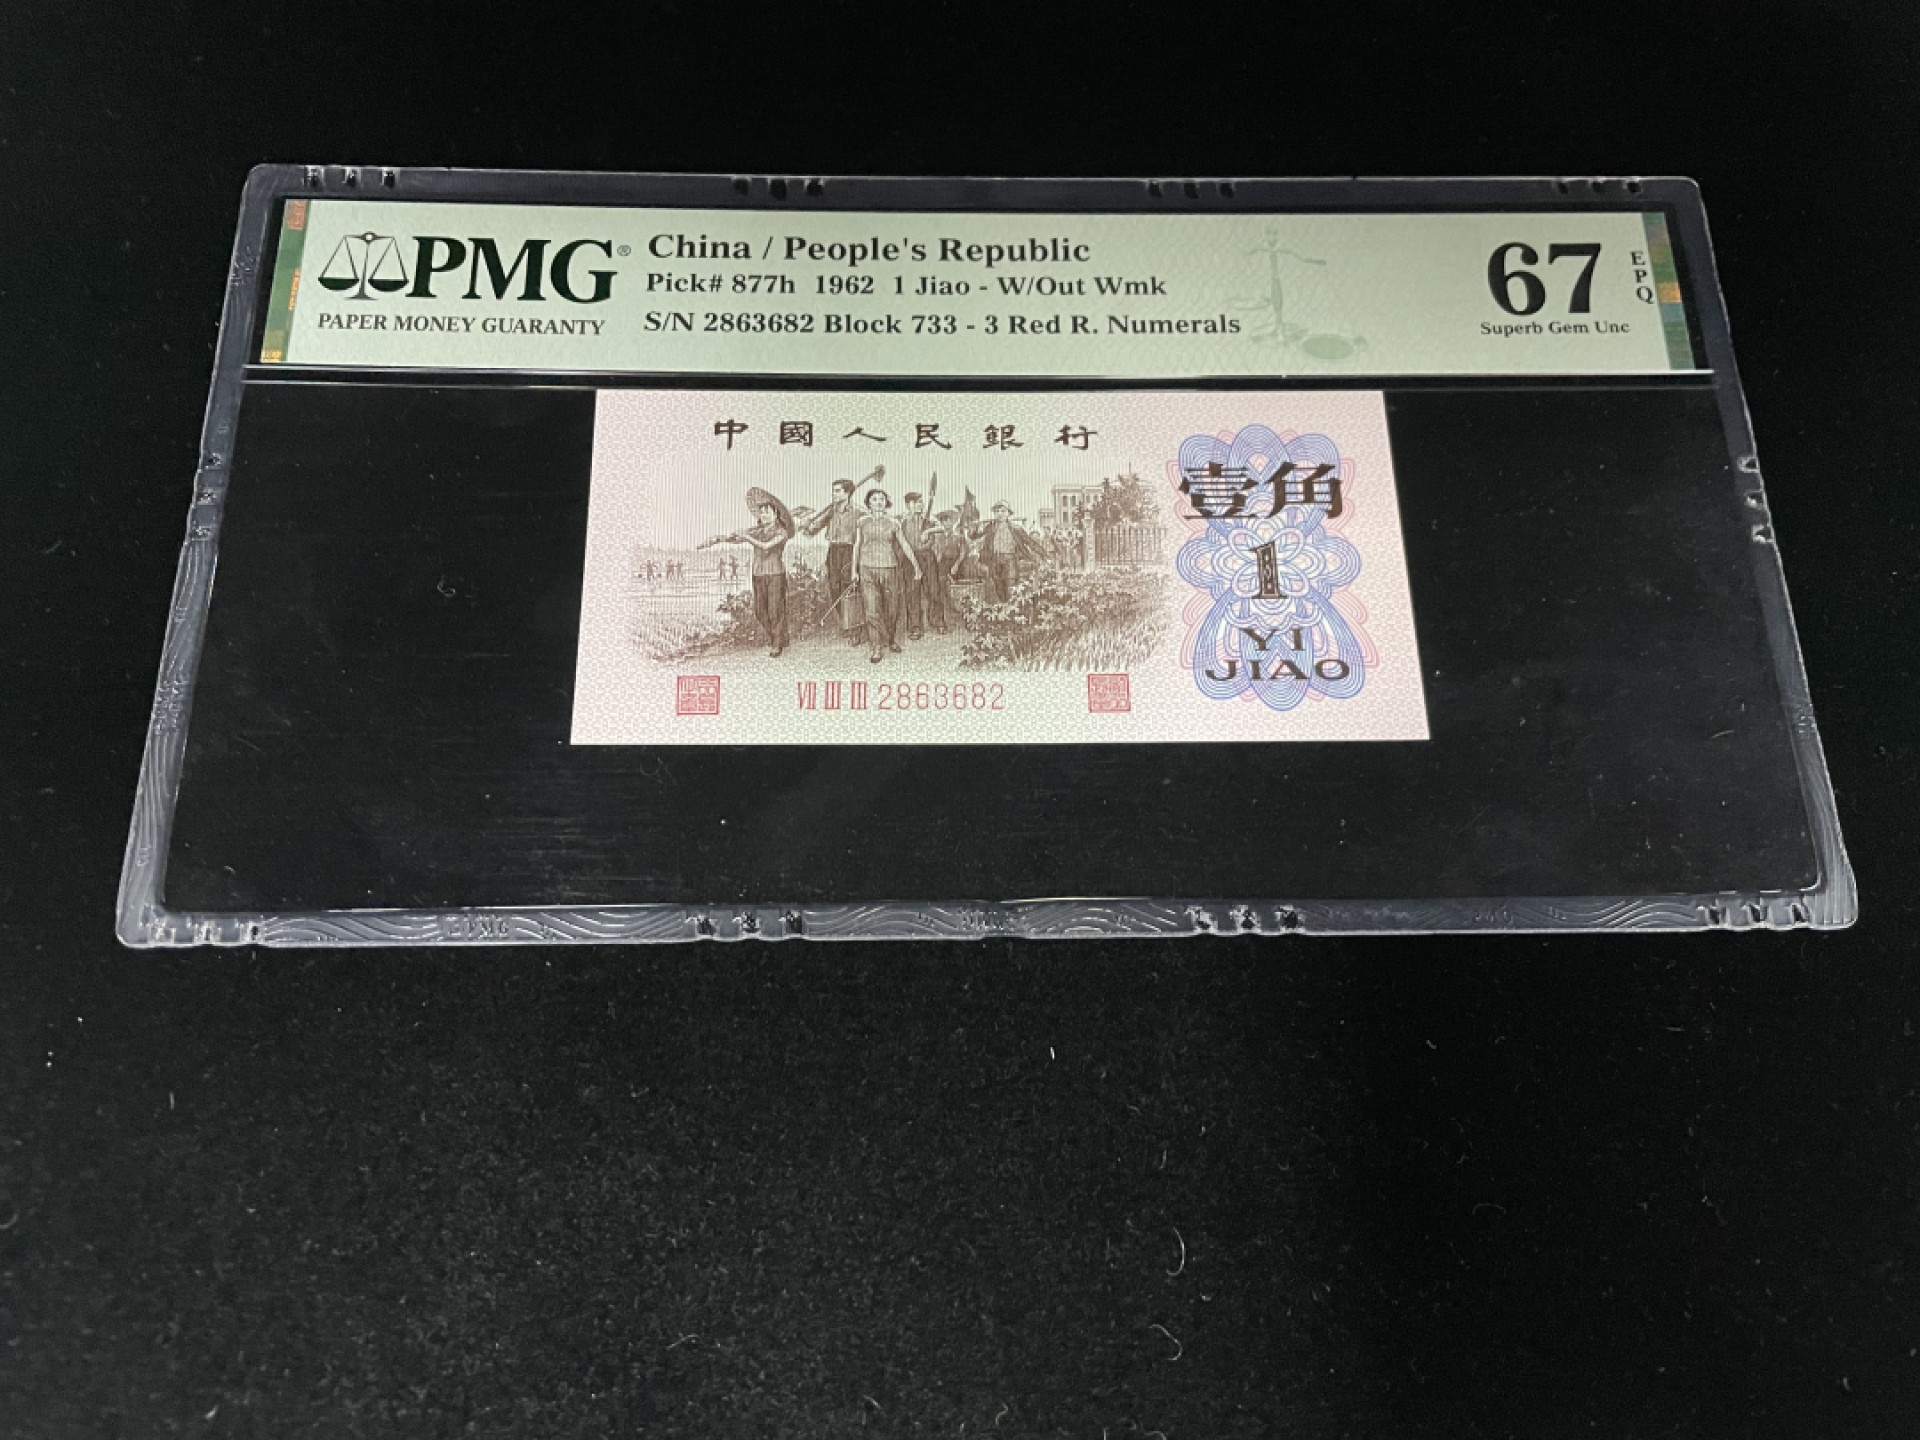 PMG®
PAPER MONEY GUARANTY
China / People's Republic
Pick# 877h 1962 1 Jiao - W/Out Wmk
S/N 2863682 Block 733 - 3 Red R. Numerals
67
EPQ
Superb Gem Unc
中國人民銀行
壹角
1
YI
JIAO
VII III III 2863682
PMG